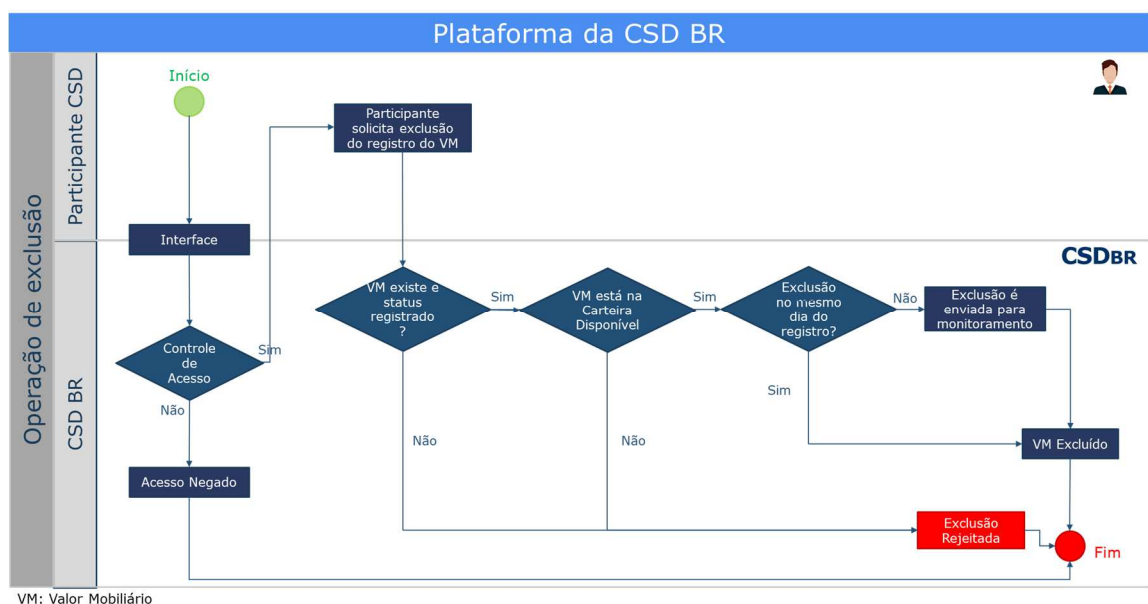 Plataforma da CSD BR
Operação de exclusão
Participante CSD
CSD BR
Início
Participante
solicita exclusão
do registro do VM
Interface
CSDBR
Controle
de
Acesso
Sim
Não
Acesso Negado
VM existe e
status
registrado
?
Sim
Não
VM está na
Carteira
Disponível
Sim
Não
Exclusão
no mesmo
dia do
registro?
Não
Sim
Exclusão é
enviada para
monitoramento
VM Excluído
Exclusão
Rejeitada
Fim
VM: Valor Mobiliário